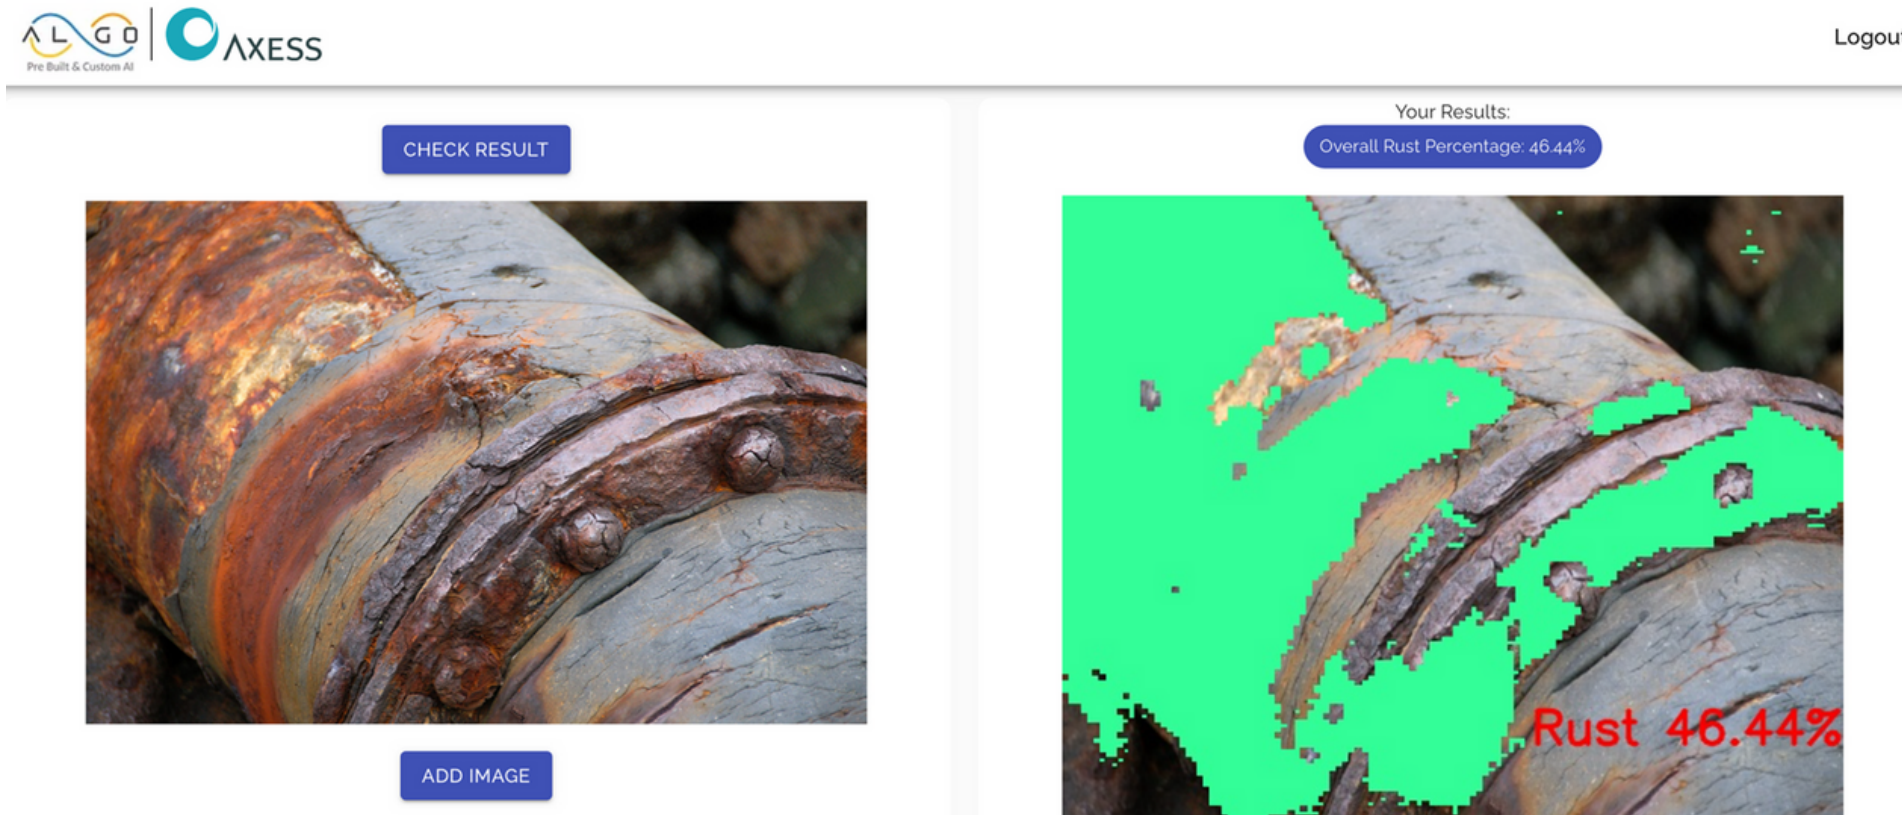 ALGO
Pre Built & Custom AI
AXESS
Logout
CHECK RESULT
Your Results:
Overall Rust Percentage: 46.44%
Rust 46.44%
ADD IMAGE